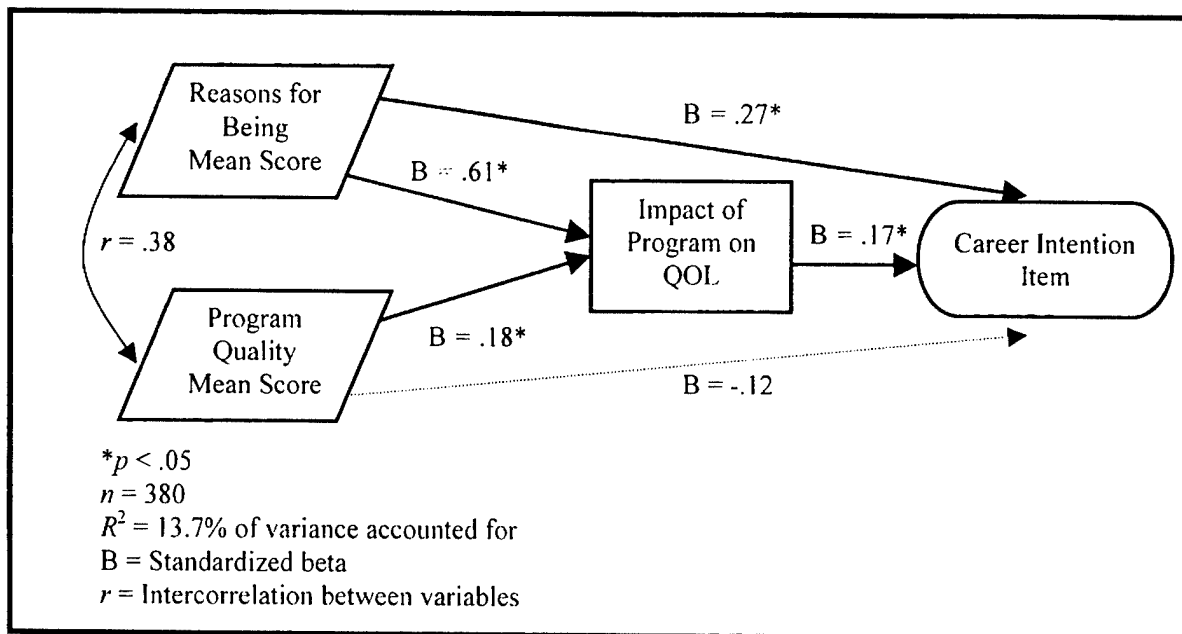 Reasons for
Being
Mean Score
B = .27*
B = .61*
Impact of
Program on
QOL
B = .17*
Career Intention
Item
r = .38
Program
Quality
Mean Score
B = .18*
B = -.12
*p < .05
n = 380
R² = 13.7% of variance accounted for
B = Standardized beta
r = Intercorrelation between variables